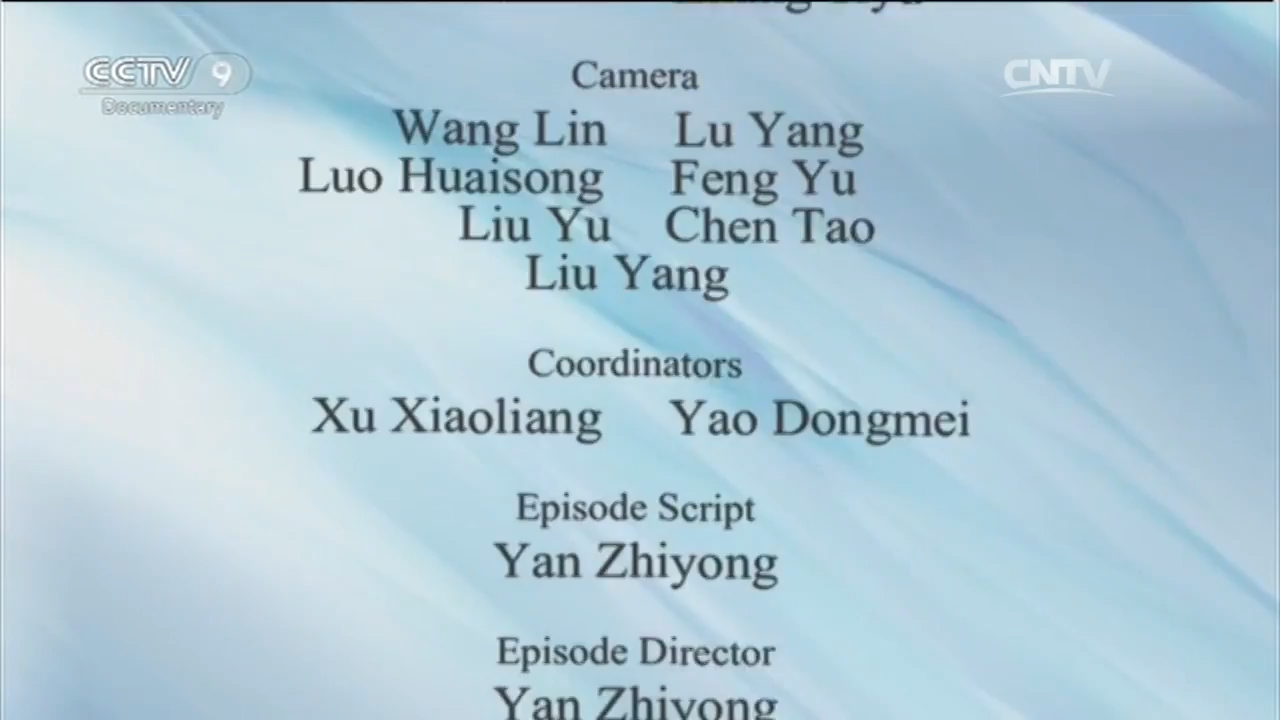 CCTV 9
Documentary
CNTV
Camera
Wang Lin Lu Yang
Luo Huaisong Feng Yu
Liu Yu Chen Tao
Liu Yang
Coordinators
Xu Xiaoliang Yao Dongmei
Episode Script
Yan Zhiyong
Episode Director
Yan Zhiyong